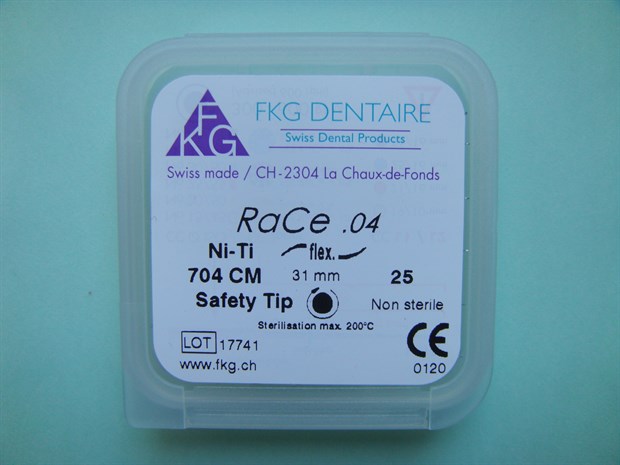 FKG
FKG DENTAIRE
Swiss Dental Products
Swiss made / CH-2304 La Chaux-de-Fonds
RaCe .04
Ni-Ti flex.
704 CM 31 mm 25
Safety Tip Non sterile
Sterilisation max. 200°C
LOT 17741 CE
www.fkg.ch 0120